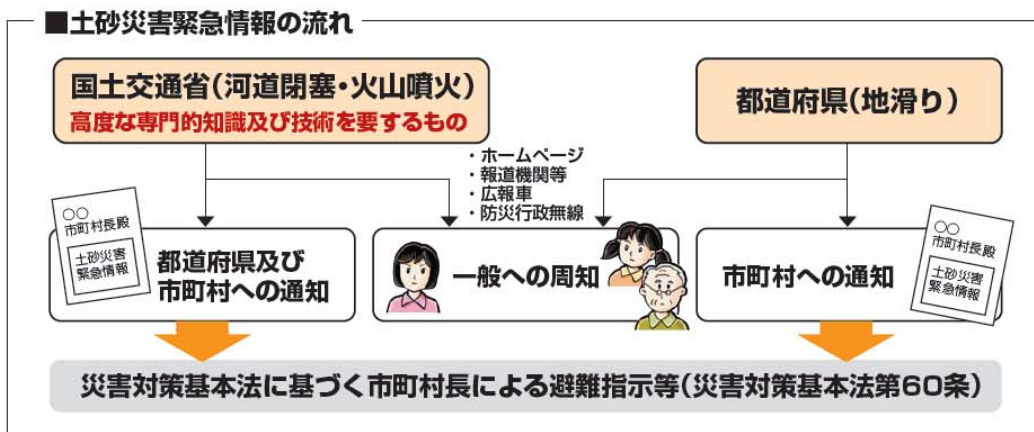 ■土砂災害緊急情報の流れ
国土交通省(河道閉塞・火山噴火)
高度な専門的知識及び技術を要するもの
都道府県(地滑り)
・ホームページ
・報道機関等
・広報車
・防災行政無線
○○
市町村長殿
土砂災害
緊急情報
都道府県及び
市町村への通知
一般への周知
市町村への通知
○○
市町村長殿
土砂災害
緊急情報
災害対策基本法に基づく市町村長による避難指示等(災害対策基本法第60条)